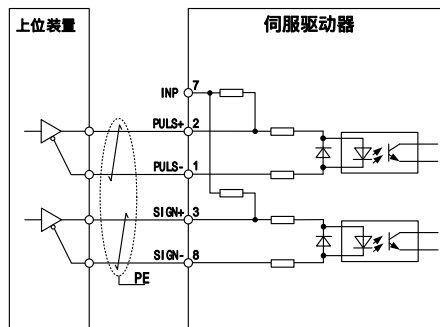 上位装置
伺服驱动器
INP 7
PULS+ 2
PULS- 1
SIGN+ 3
SIGN- 8
PE